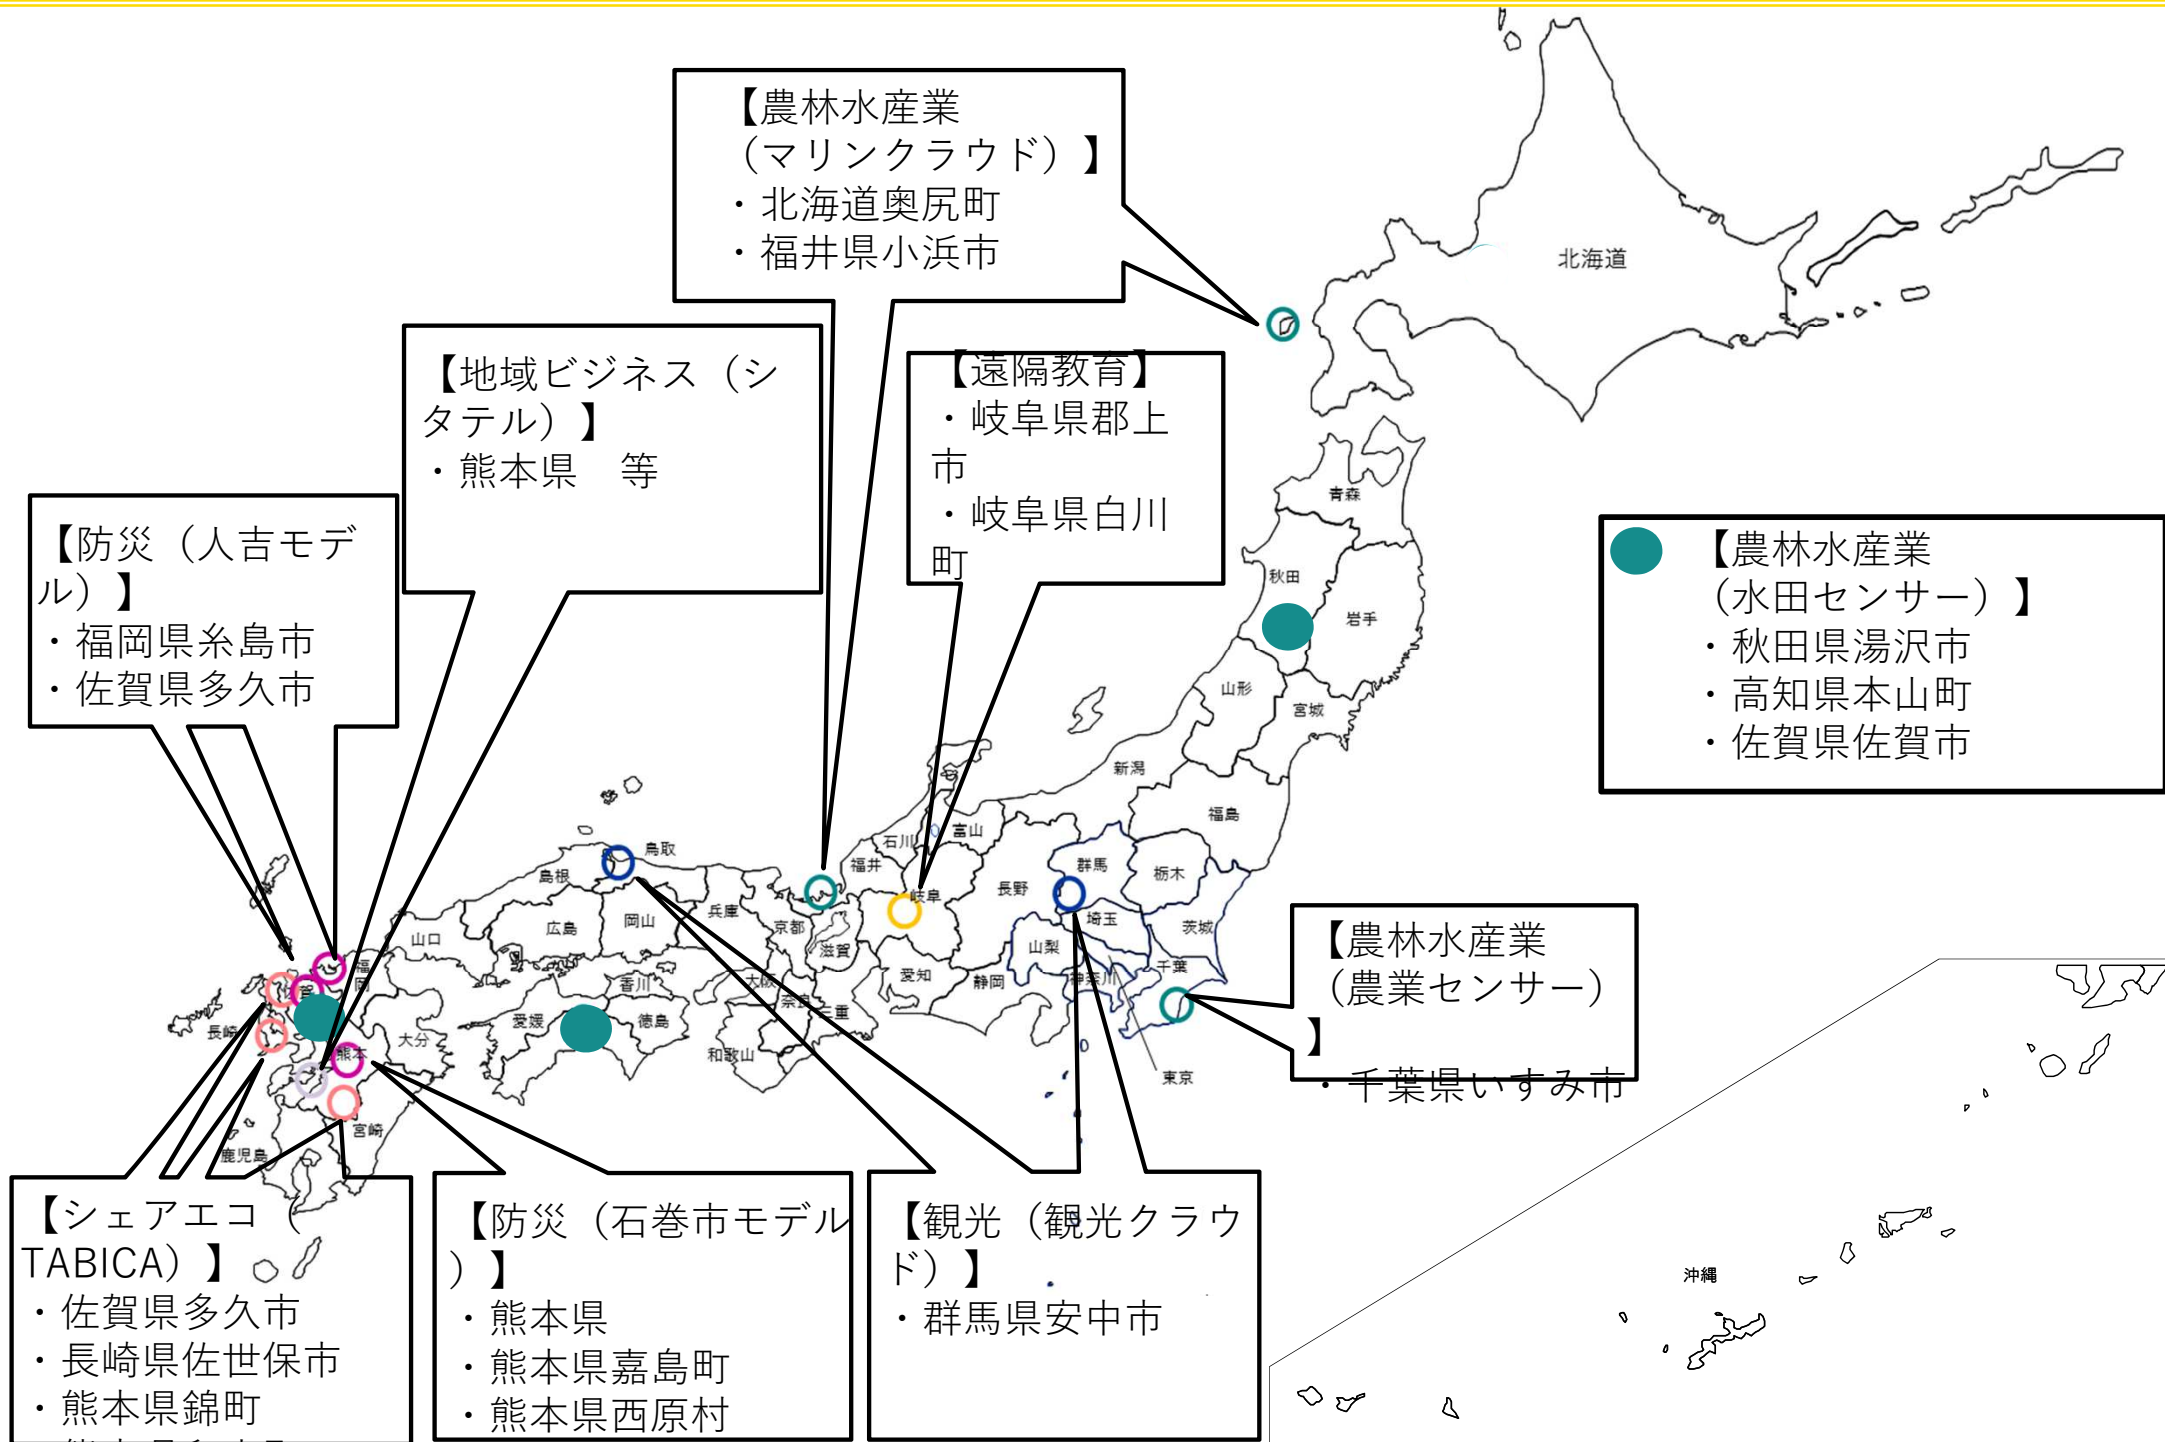 【農林水産業
（マリンクラウド）】
・北海道奥尻町
・福井県小浜市
【地域ビジネス（シ
タテル）】
・熊本県　等
【遠隔教育】
・岐阜県郡上
市
・岐阜県白川
町
【防災（人吉モデ
ル）】
・福岡県糸島市
・佐賀県多久市
【農林水産業
（水田センサー）】
・秋田県湯沢市
・高知県本山町
・佐賀県佐賀市
【農林水産業
（農業センサー）
】
・千葉県いすみ市
【シェアエコ（
TABICA）】
・佐賀県多久市
・長崎県佐世保市
・熊本県錦町
【防災（石巻市モデル
）】
・熊本県
・熊本県嘉島町
・熊本県西原村
【観光（観光クラウ
ド）】
・群馬県安中市
北海道
青森
秋田
岩手
山形
宮城
新潟
福島
富山
石川
福井
群馬
栃木
長野
岐阜
埼玉
茨城
山梨
千葉
神奈川
東京
静岡
愛知
滋賀
京都
兵庫
鳥取
島根
岡山
広島
山口
大阪
奈良
三重
和歌山
香川
徳島
愛媛
福
岡
佐賀
長崎
大分
熊本
宮崎
鹿児島
沖縄